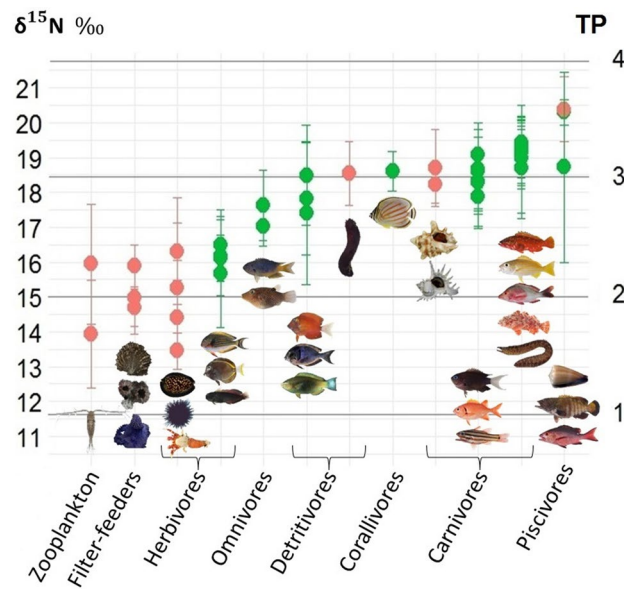 δ¹⁵N ‰
TP
21
20
19
18
17
16
15
14
13
12
11
4
3
2
1
Zooplankton
Filter-feeders
Herbivores
Omnivores
Detritivores
Corallivores
Carnivores
Piscivores